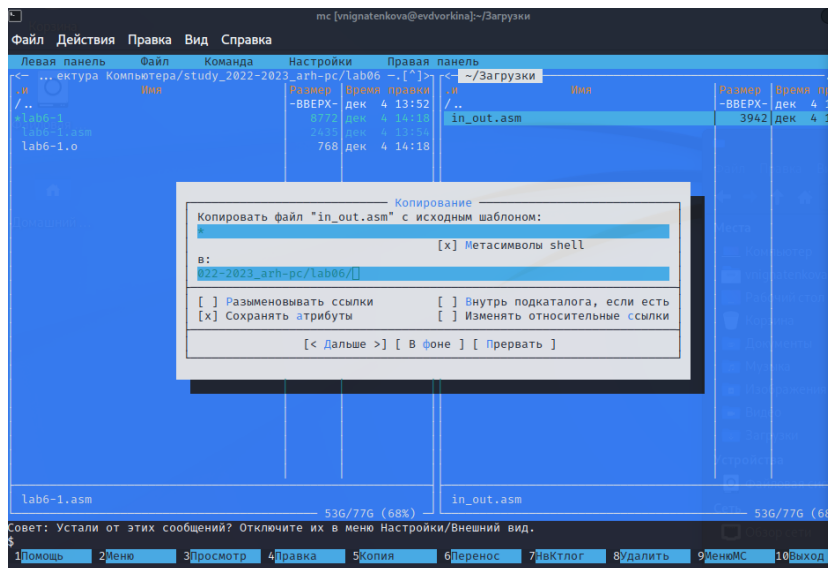 mc [vnignatenkova@evdvorkina]:~/Загрузки
Файл Действия Правка Вид Справка
Левая панель Файл Команда Настройки Правая панель
<— ...ектура Компьютера/study_2022-2023_arh-pc/lab06 —.[^]>
<— ~/Загрузки
.и Имя Размер Время правки
.и Имя Размер Время пр
/.. -ВВЕРХ- дек 4 13:52
/.. -ВВЕРХ- дек 4
*lab6-1 8772 дек 4 14:18
in_out.asm 3942 дек 4
lab6-1.asm 2435 дек 4 13:54
lab6-1.o 768 дек 4 14:18
Копирование
Копировать файл "in_out.asm" с исходным шаблоном:
*
[x] Метасимволы shell
в:
022-2023_arh-pc/lab06/
[ ] Разыменовывать ссылки [ ] Внутрь подкаталога, если есть
[x] Сохранять атрибуты [ ] Изменять относительные ссылки
[< Дальше >] [ В фоне ] [ Прервать ]
Места
lab6-1.asm
in_out.asm
53G/77G (68%)
53G/77G (68
Совет: Устали от этих сообщений? Отключите их в меню Настройки/Внешний вид.
$
1Помощь 2Меню 3Просмотр 4Правка 5Копия 6Перенос 7НвКтлог 8Удалить 9МенюМС 10Выход